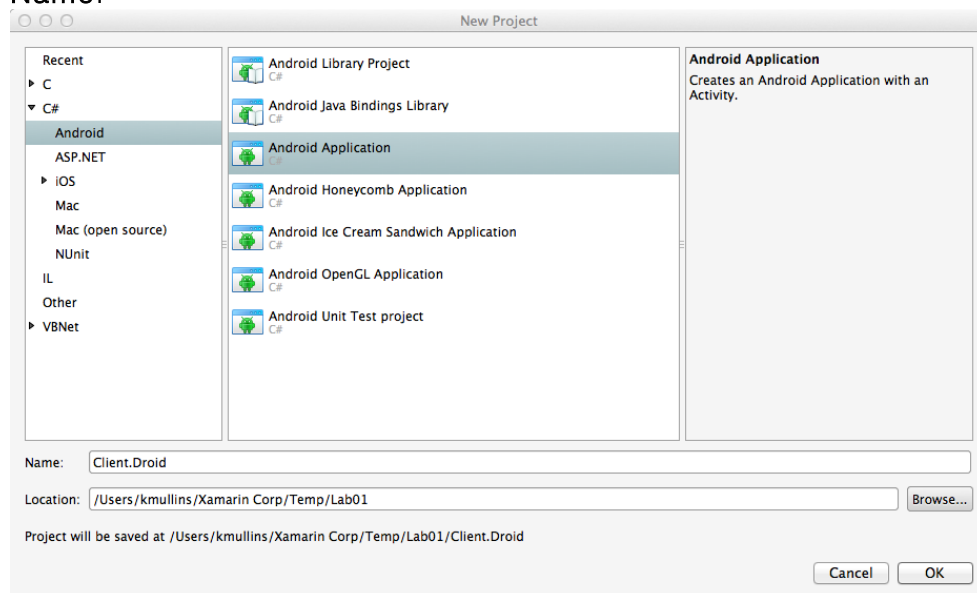 Name:
New Project
Recent
C
C#
Android
ASP.NET
iOS
Mac
Mac (open source)
NUnit
IL
Other
VBNet
Android Library Project
C#
Android Java Bindings Library
C#
Android Application
C#
Android Honeycomb Application
C#
Android Ice Cream Sandwich Application
C#
Android OpenGL Application
C#
Android Unit Test project
C#
Android Application
Creates an Android Application with an
Activity.
Name: Client.Droid
Location: /Users/kmullins/Xamarin Corp/Temp/Lab01 Browse...
Project will be saved at /Users/kmullins/Xamarin Corp/Temp/Lab01/Client.Droid
Cancel OK